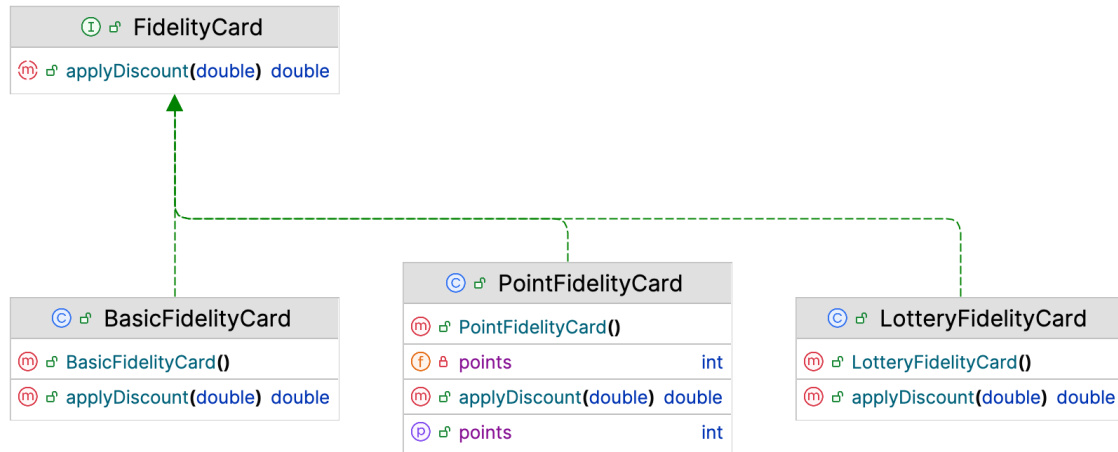 FidelityCard
applyDiscount(double) double
BasicFidelityCard
BasicFidelityCard()
applyDiscount(double) double
PointFidelityCard
PointFidelityCard()
points int
applyDiscount(double) double
points int
LotteryFidelityCard
LotteryFidelityCard()
applyDiscount(double) double